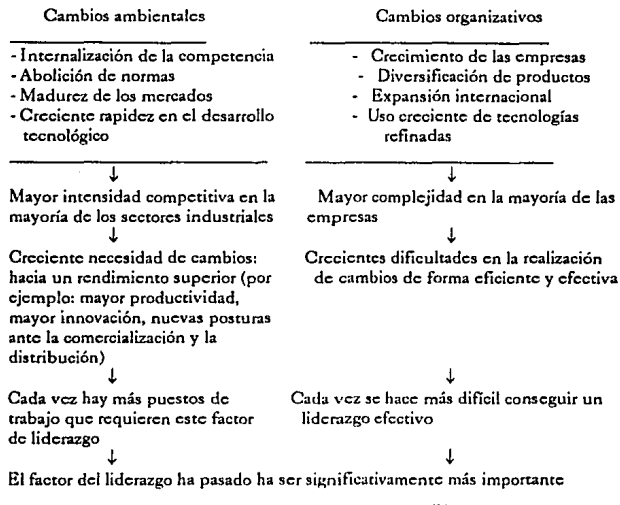 Cambios ambientales
- Internalización de la competencia
- Abolición de normas
- Madurez de los mercados
- Creciente rapidez en el desarrollo
tecnológico
↓
Mayor intensidad competitiva en la
mayoría de los sectores industriales
↓
Creciente necesidad de cambios:
hacia un rendimiento superior (por
ejemplo: mayor productividad,
mayor innovación, nuevas posturas
ante la comercialización y la
distribución)
↓
Cada vez hay más puestos de
trabajo que requieren este factor
de liderazgo
↓
Cambios organizativos
- Crecimiento de las empresas
- Diversificación de productos
- Expansión internacional
- Uso creciente de tecnologías
refinadas
↓
Mayor complejidad en la mayoría de las
empresas
↓
Crecientes dificultades en la realización
de cambios de forma eficiente y efectiva
↓
Cada vez se hace más difícil conseguir un
liderazgo efectivo
↓
El factor del liderazgo ha pasado ha ser significativamente más importante